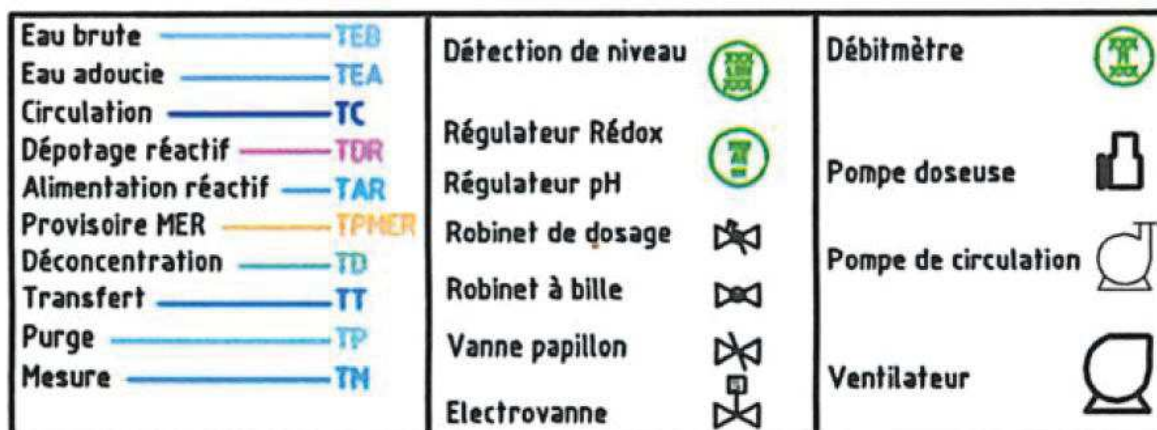 Eau brute TEB
Eau adoucie TEA
Circulation TC
Dépotage réactif TDR
Alimentation réactif TAR
Provisoire MER TPMER
Déconcentration TD
Transfert TT
Purge TP
Mesure TM
Détection de niveau
Régulateur Rédox
Régulateur pH
Robinet de dosage
Robinet à bille
Vanne papillon
Electrovanne
Débitmètre
Pompe doseuse
Pompe de circulation
Ventilateur